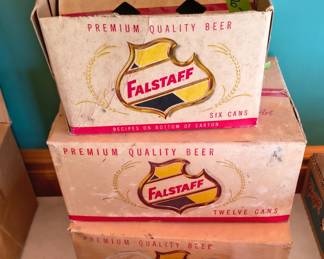 PREMIUM QUALITY BEER
FALSTAFF
SIX CANS
RECIPES ON BOTTOM OF CARTON
PREMIUM QUALITY BEER
FALSTAFF
TWELVE CANS
PREMIUM QUALITY BEER